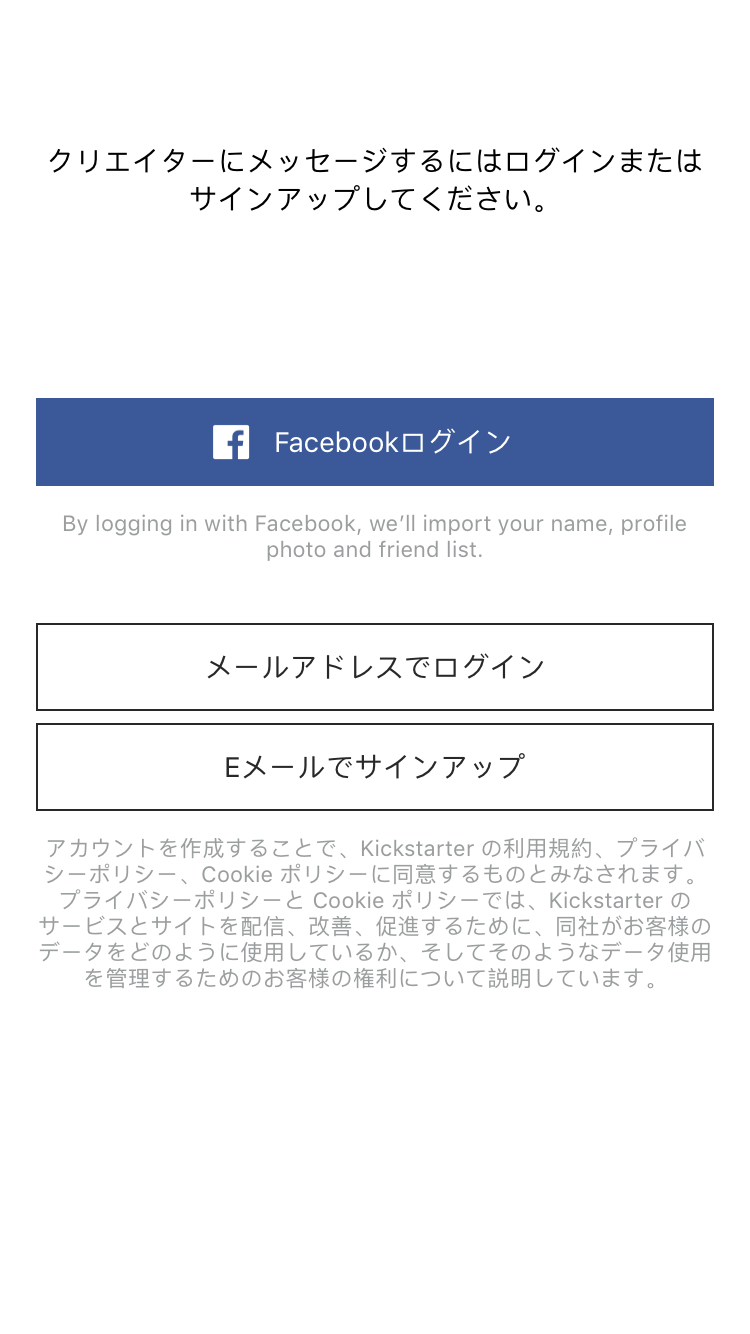 クリエイターにメッセージするにはログインまたは
サインアップしてください。
Facebookログイン
By logging in with Facebook, we’ll import your name, profile
photo and friend list.
メールアドレスでログイン
Eメールでサインアップ
アカウントを作成することで、Kickstarter の利用規約、プライバ
シーポリシー、Cookie ポリシーに同意するものとみなされます。
プライバシーポリシーと Cookie ポリシーでは、Kickstarter の
サービスとサイトを配信、改善、促進するために、同社がお客様の
データをどのように使用しているか、そしてそのようなデータ使用
を管理するためのお客様の権利について説明しています。